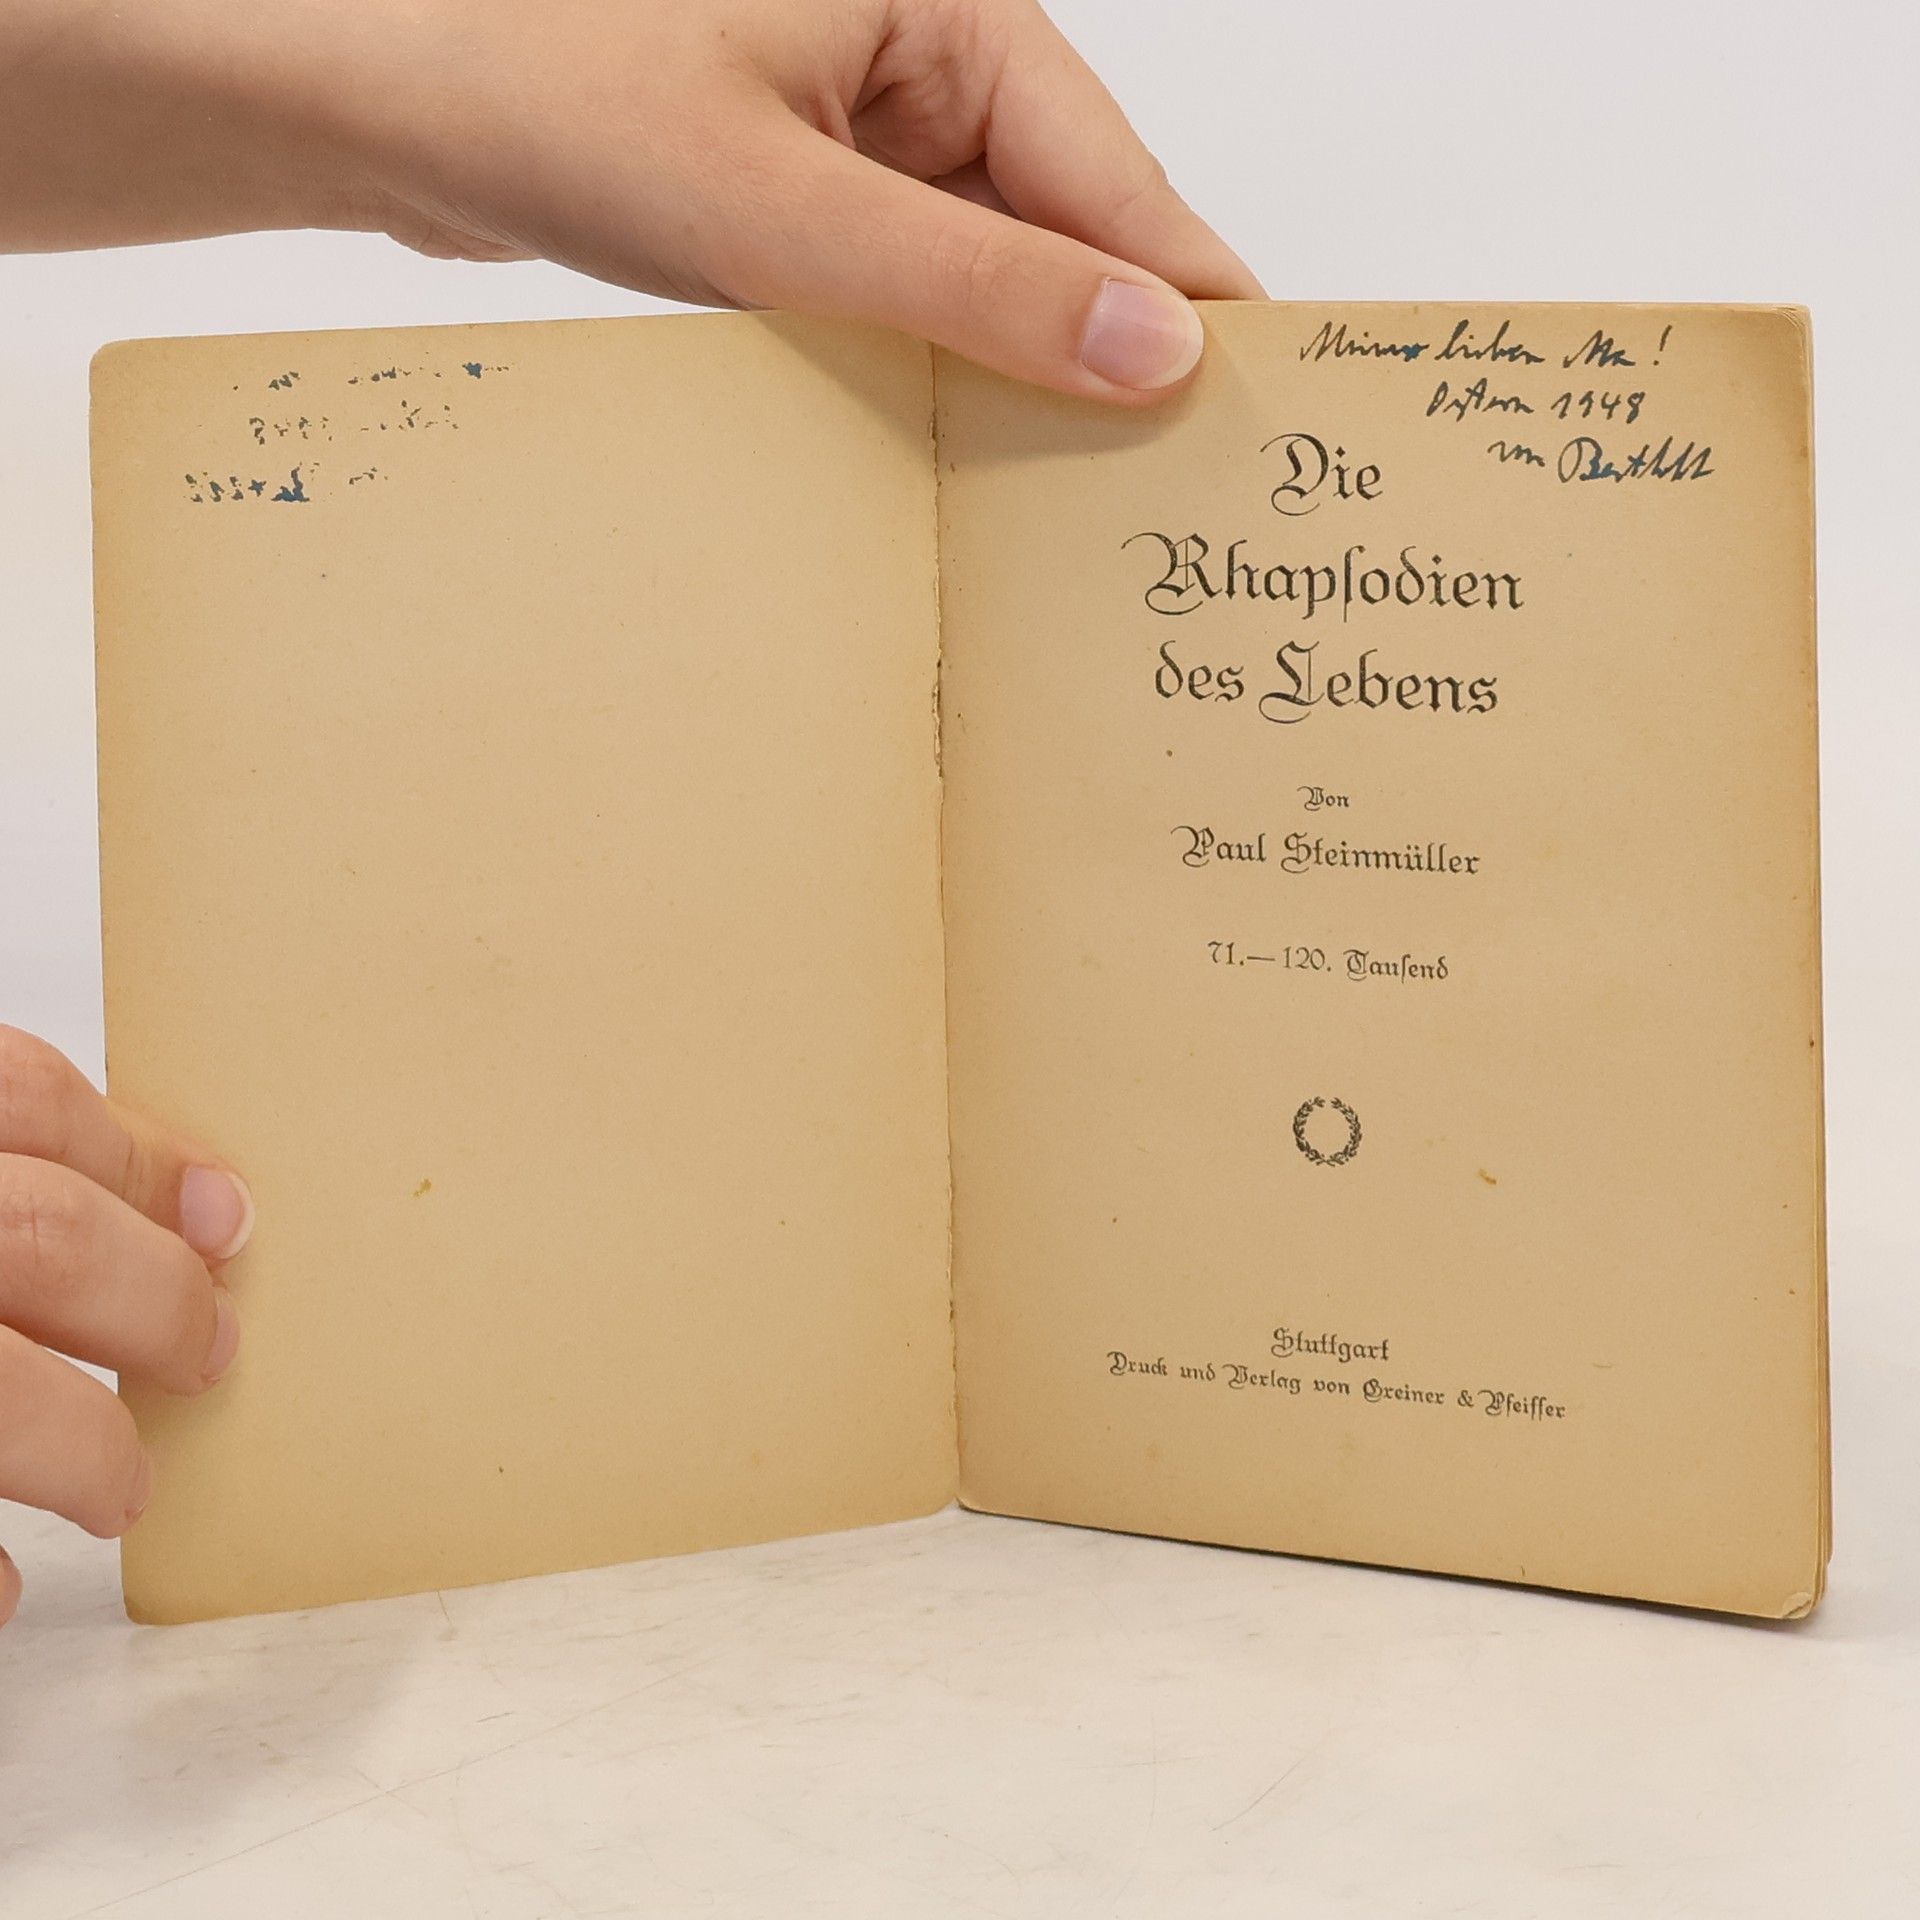 Meiner lieben Ma!
Ostern 1948
von Berthold
Die
Rhapſodien
des Lebens
Von
Paul Steinmüller
71.—120. Tauſend
Stuttgart
Druck und Verlag von Greiner & Pfeiffer